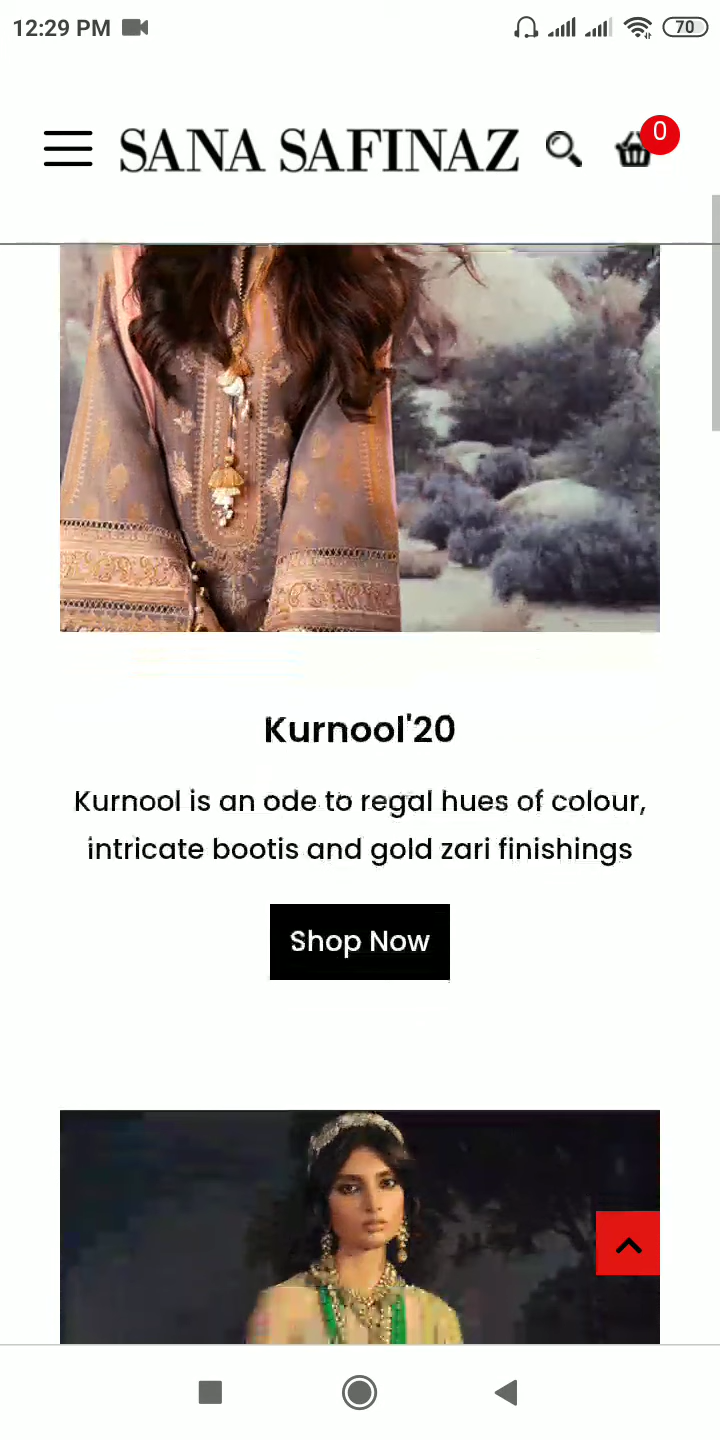 12:29 PM
70
SANA SAFINAZ
0
Kurnool'20
Kurnool is an ode to regal hues of colour,
intricate bootis and gold zari finishings
Shop Now